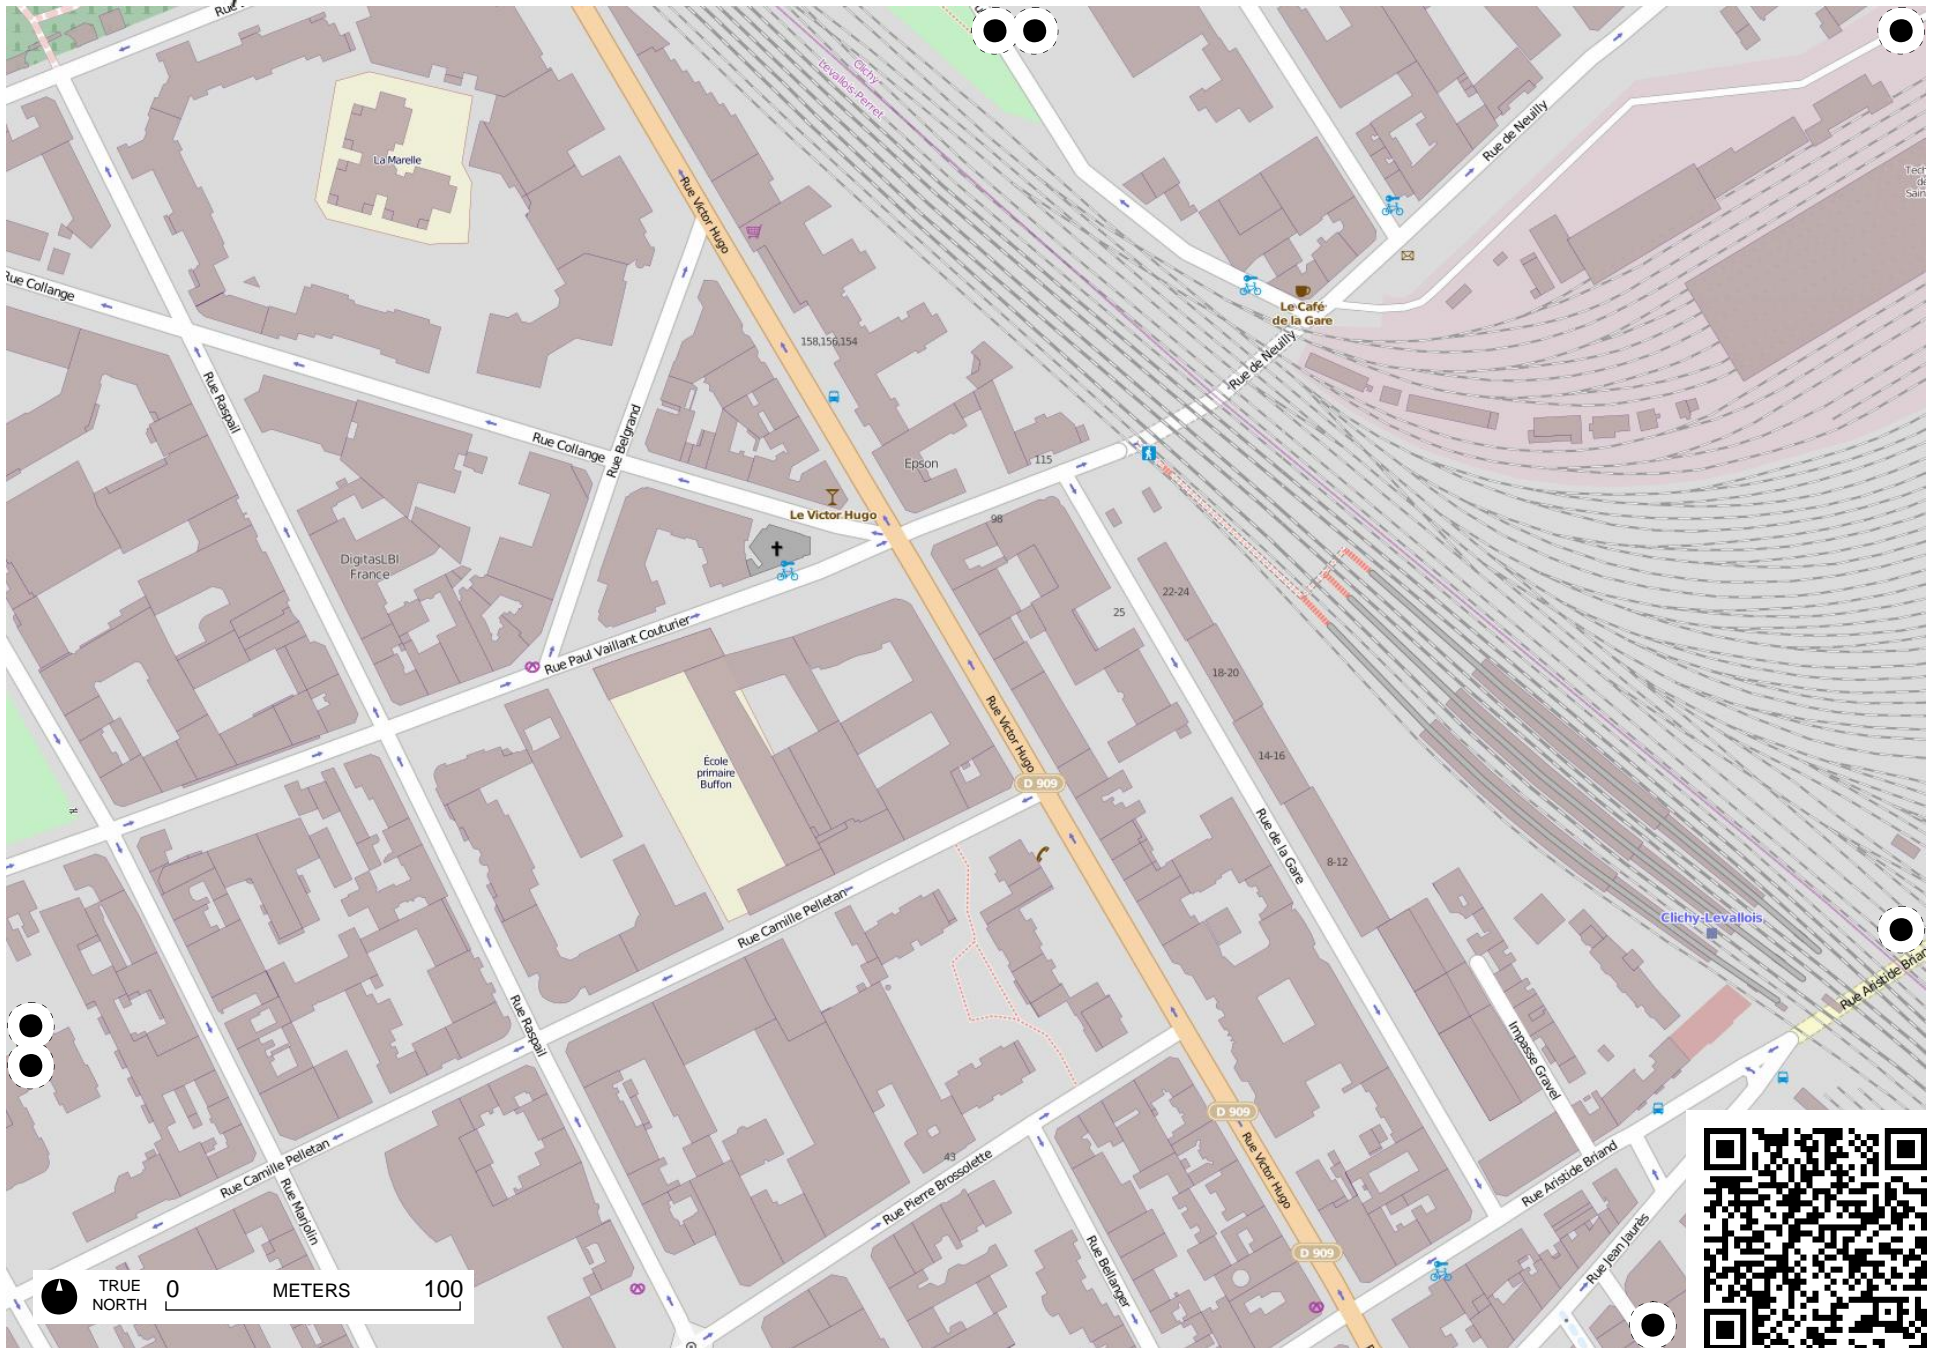 Clichy
Levallois-Perret
Rue de Neuilly
La Marelle
Rue Victor Hugo
Rue Collange
Le Café
de la Gare
158,156,154
Rue de Neuilly
Rue Raspail
Rue Belgrand
Rue Collange
Epson
115
Le Victor Hugo
98
DigitasLBI
France
22-24
25
Rue Paul Vaillant Couturier
18-20
Rue Victor Hugo
École
primaire
Buffon
D 909
14-16
Rue de la Gare
8-12
Rue Camille Pelletan
Clichy-Levallois
Rue Aristide Brian
Rue Raspail
Impasse Gravel
D 909
Rue Camille Pelletan
43
Rue Pierre Brossolette
Rue Victor Hugo
Rue Aristide Briand
Rue Marjolin
Rue Bellanger
Rue Jean Jaurès
D 909
TRUE
NORTH
0 METERS 100